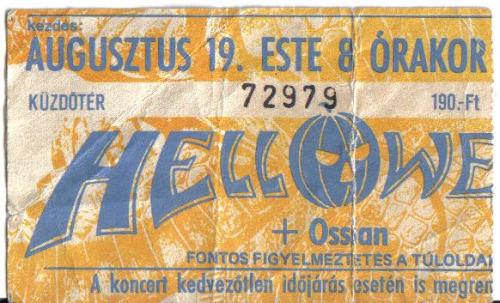 kezdés:
AUGUSZTUS 19. ESTE 8 ÓRAKOR
KÜZDŐTÉR 72979 190.-Ft
HELLOWE
+ Ossian
FONTOS FIGYELMEZTETÉS A TÚLOLDAL
A koncert kedvezőtlen időjárás esetén is megren